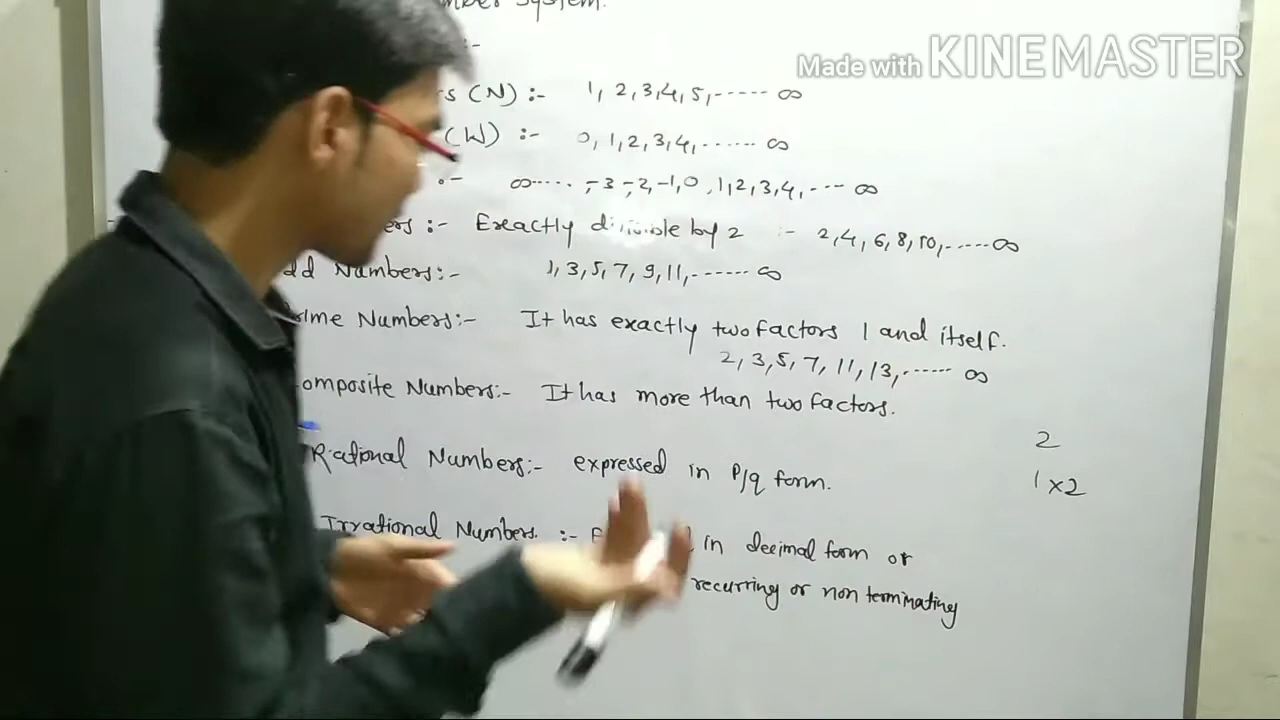 System.
:-
(N) :- 1, 2, 3, 4, 5, ------ ∞
(W) :- 0, 1, 2, 3, 4, ...... ∞
:- ∞..... -3 -2, -1, 0, 1, 2, 3, 4, --- ∞
:- Exactly divisible by 2 :- 2, 4, 6, 8, 10, ..... ∞
Numbers:- 1, 3, 5, 7, 9, 11, ------ ∞
Numbers:- It has exactly two factors 1 and itself.
2, 3, 5, 7, 11, 13, ...... ∞
Numbers:- It has more than two factors.
Rational Numbers:- expressed in P/q form.
Irrational Numbers. :- in decimal form or
recurring or non terminating
2
1 x 2
Made with KINEMASTER